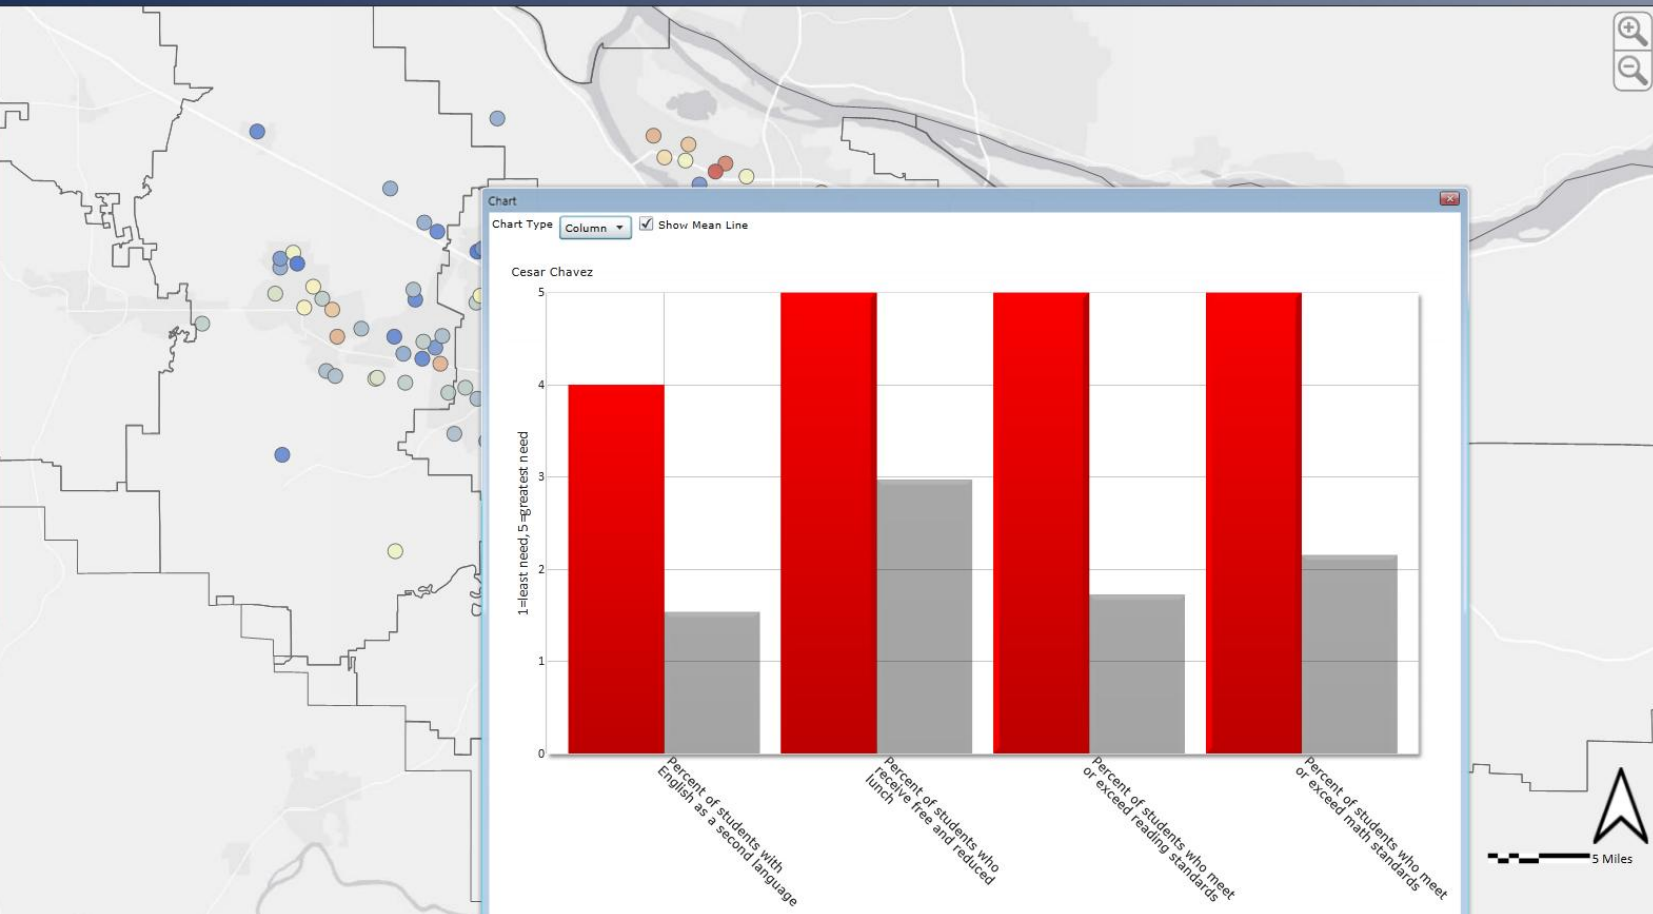 Chart
Chart Type Column Show Mean Line
Cesar Chavez
5
4
3
2
1
0
1=least need, 5=greatest need
Percent of students with
English as a second language
Percent of students who
receive free and reduced
lunch
Percent of students who meet
or exceed reading standards
Percent of students who meet
or exceed math standards
5 Miles